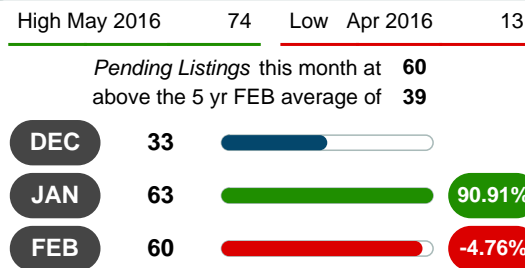 High May 2016 74 Low Apr 2016 13
Pending Listings this month at 60
above the 5 yr FEB average of 39
DEC 33
JAN 63 90.91%
FEB 60 -4.76%